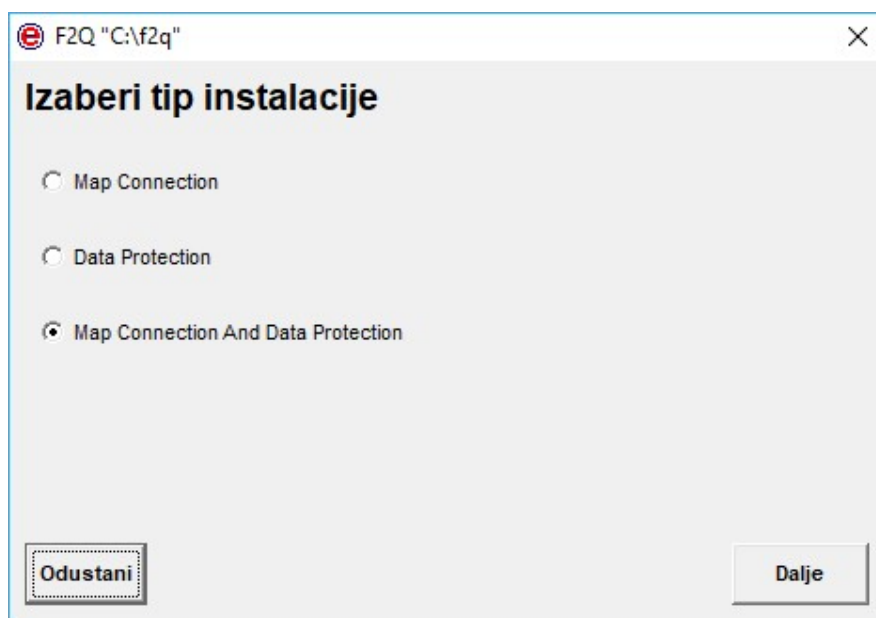 e F2Q "C:\f2q"
Izaberi tip instalacije
Map Connection
Data Protection
Map Connection And Data Protection
Odustani
Dalje